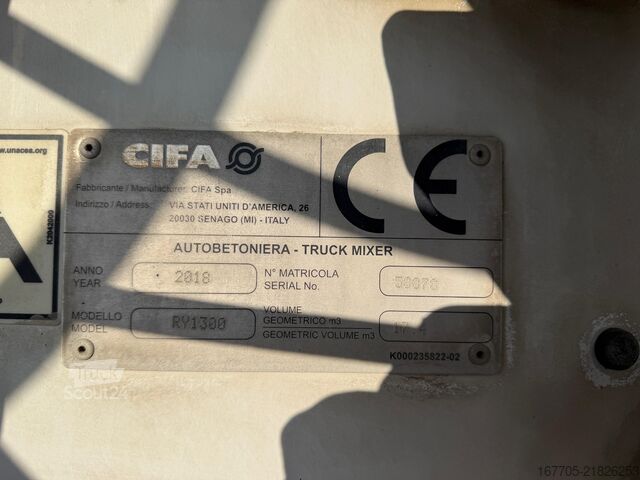 www.unacea.org
K2042000
A
CIFA
CE
Fabbricante / Manufacturer: CIFA Spa
Indirizzo / Address: VIA STATI UNITI D'AMERICA, 26
20030 SENAGO (MI) - ITALY
AUTOBETONIERA - TRUCK MIXER
ANNO
YEAR
2018
N° MATRICOLA
SERIAL No.
MODELLO
MODEL
RY1300
VOLUME
GEOMETRICO m3
GEOMETRIC VOLUME m3
K000235822-02
Truck
Scout24
167705-21826253